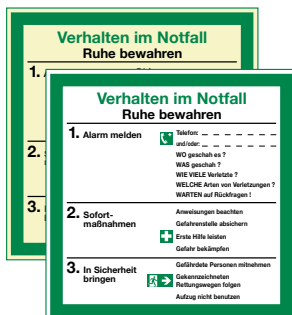 Verhalten im Notfall
Ruhe bewahren
1.
2.
3.
Verhalten im Notfall
Ruhe bewahren
1. Alarm melden
Telefon: _ _ _ _ _ _ _ _
und/oder: _ _ _ _ _ _ _ _
WO geschah es ?
WAS geschah ?
WIE VIELE Verletzte ?
WELCHE Arten von Verletzungen ?
WARTEN auf Rückfragen !
2. Sofort-
maßnahmen
Anweisungen beachten
Gefahrenstelle absichern
Erste Hilfe leisten
Gefahr bekämpfen
3. In Sicherheit
bringen
Gefährdete Personen mitnehmen
Gekennzeichneten
Rettungswegen folgen
Aufzug nicht benutzen